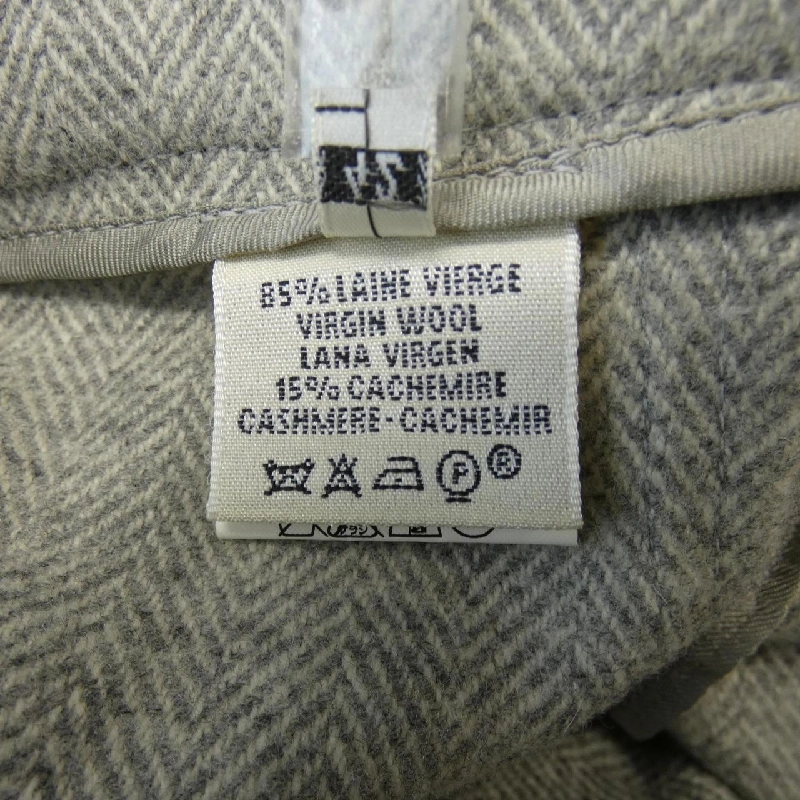 85% LAINE VIERGE
VIRGIN WOOL
LANA VIRGEN
15% CACHEMIRE
CASHMERE-CACHEMIR
P ®